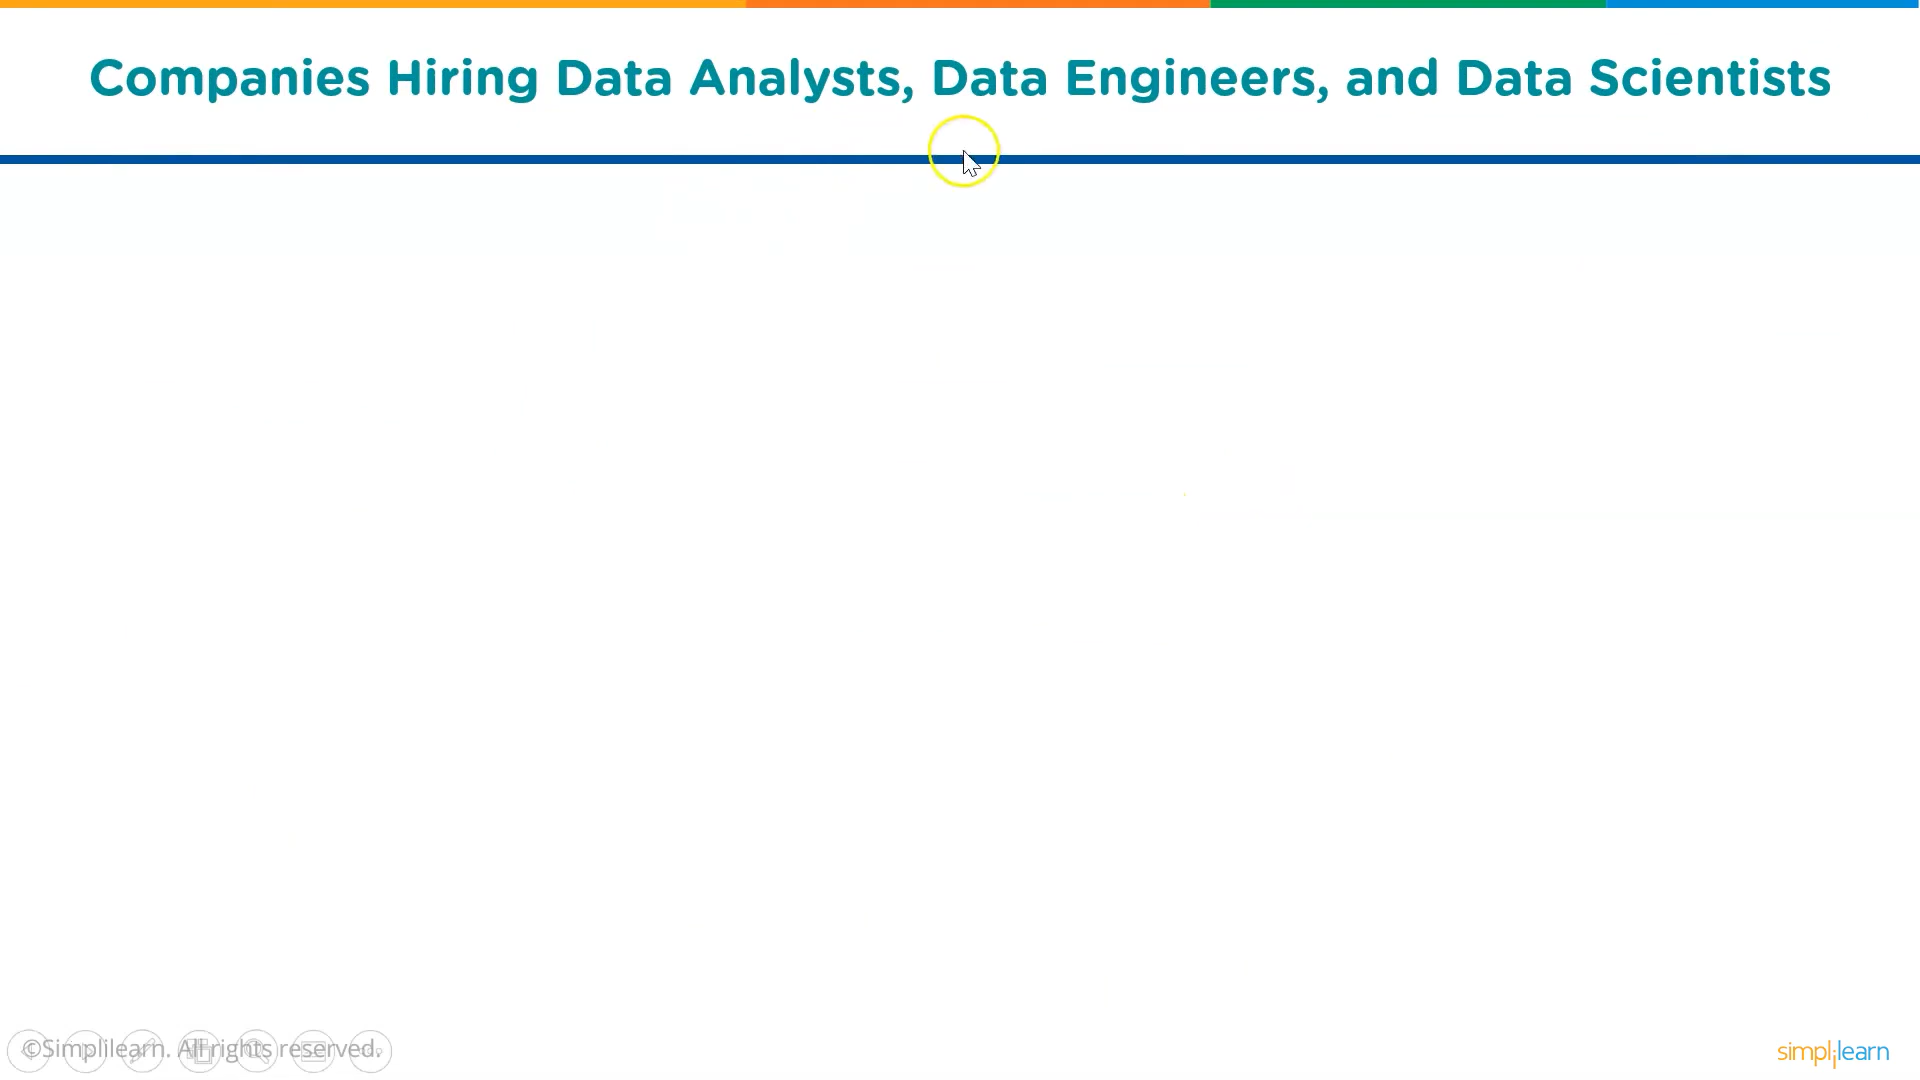 Companies Hiring Data Analysts, Data Engineers, and Data Scientists
©Simplilearn. All rights reserved.
simplilearn